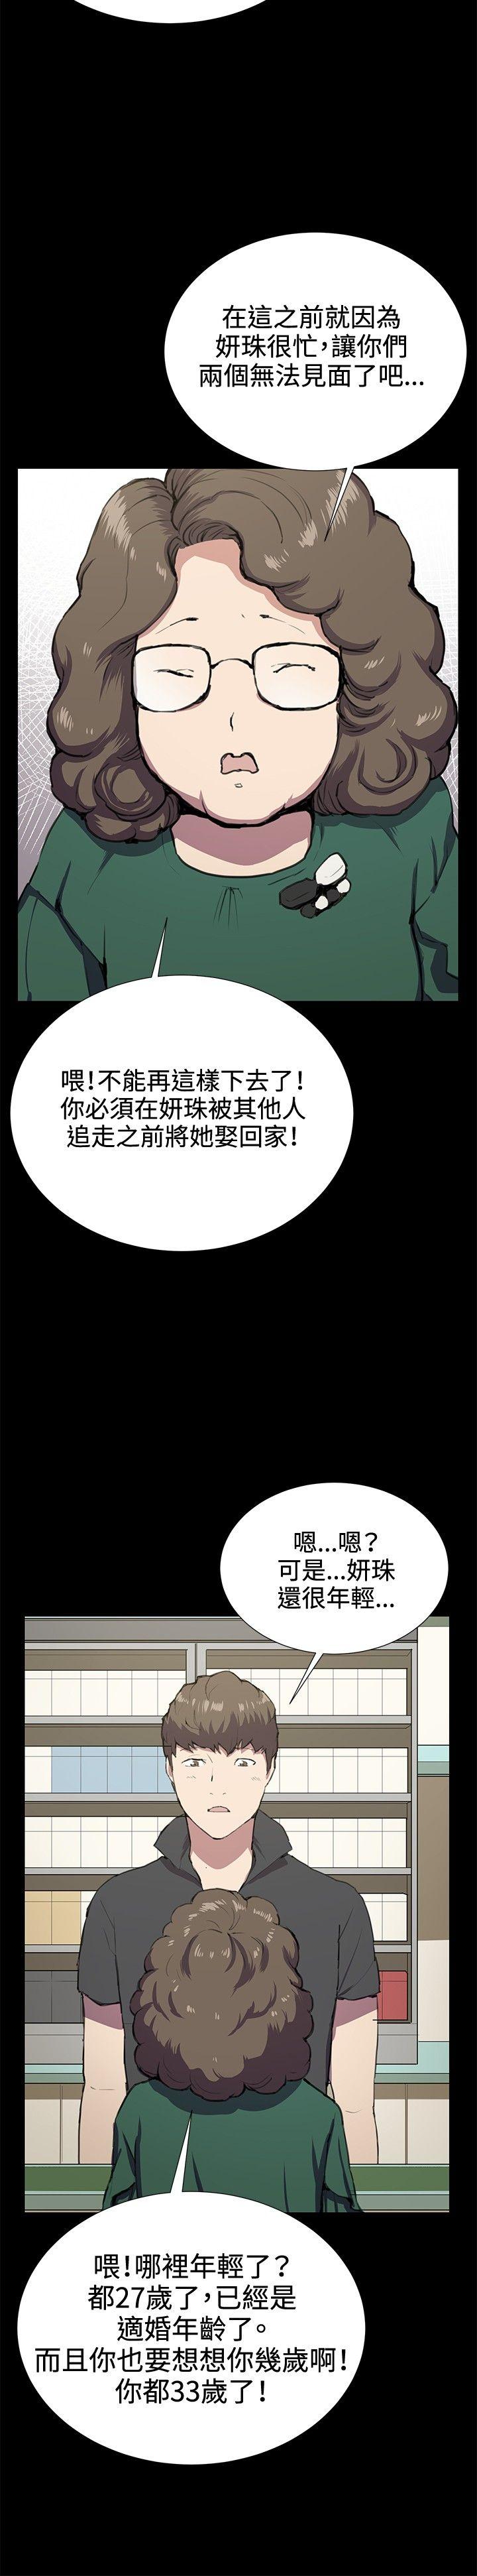 在這之前就因為
妍珠很忙，讓你們
兩個無法見面了吧...
喂！不能再這樣下去了！
你必須在妍珠被其他人
追走之前將她娶回家！
嗯...嗯？
可是...妍珠
還很年輕...
喂！哪裡年輕了？
都27歲了，已經是
適婚年齡了。
而且你也要想想你幾歲啊！
你都33歲了！